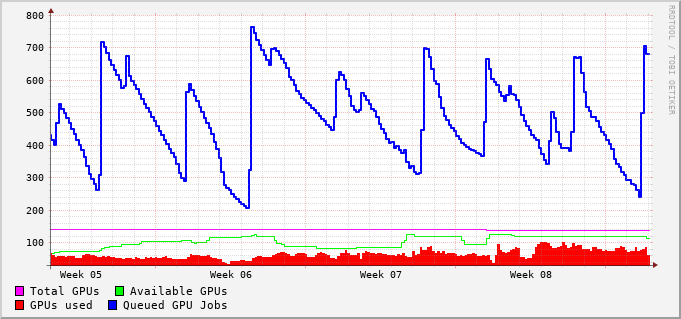 800
700
600
500
400
300
200
100
Week 05 Week 06 Week 07 Week 08
Total GPUs Available GPUs
GPUs used Queued GPU Jobs
RRDTOOL / TOBI OETIKER